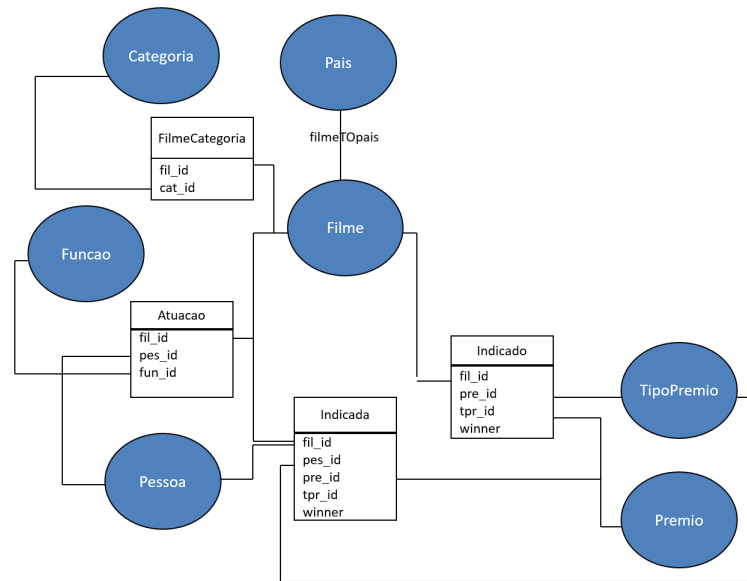 Categoria
Pais
FilmeCategoria
fil_id
cat_id
filmeTOpais
Filme
Funcao
Atuacao
fil_id
pes_id
fun_id
Indicado
fil_id
pre_id
tpr_id
winner
TipoPremio
Indicada
fil_id
pes_id
pre_id
tpr_id
winner
Pessoa
Premio